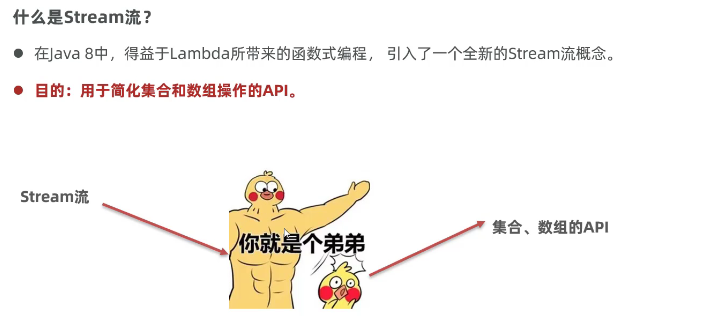 什么是Stream流？
在Java 8中，得益于Lambda所带来的函数式编程， 引入了一个全新的Stream流概念。
目的：用于简化集合和数组操作的API。
Stream流
你就是个弟弟
集合、数组的API